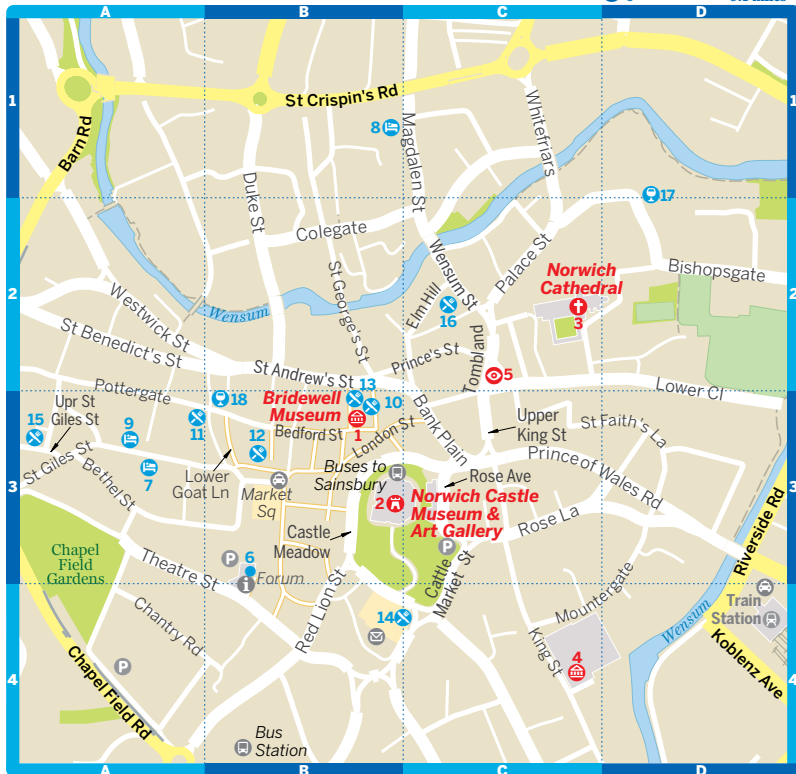 A
B
C
D
1
St Crispin's Rd
1
8
Barn Rd
Magdalen St
Whitefriars
17
Duke St
Colegate
Wensum St
Palace St
Norwich
Cathedral
3
Bishopsgate
2
2
St George's St
Elm Hill
16
Westwick St
Wensum
St Benedict's St
St Andrew's St
Prince's St
Tombland
5
Lower Cl
Pottergate
18
Bridewell
Museum
1
13
10
Bank Plain
Upper
King St
St Faith's La
Upr St
Giles St
15
9
11
12
Bedford St
London St
St Giles St
7
Bethel St
Lower
Goat Ln
Market
Sq
Buses to
Sainsbury
Rose Ave
Prince of Wales Rd
3
3
2
Norwich Castle
Museum &
Art Gallery
Rose La
Riverside Rd
Castle
Meadow
P
Cattle
Market St
Chapel
Field
Gardens
Theatre St
P
6
i
Forum
Red Lion St
14
Mountergate
King St
4
Wensum
Train
Station
Koblenz Ave
Chantry Rd
P
Chapel Field Rd
4
4
Bus
Station
A
B
C
D